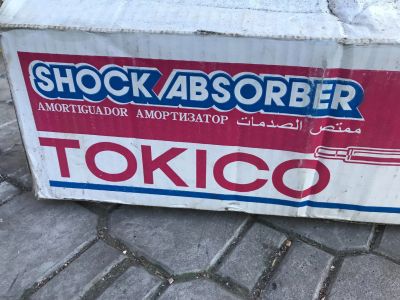 SHOCK ABSORBER
AMORTIGUADOR АМОРТИЗАТОР ممتص الصدمات
TOKICO